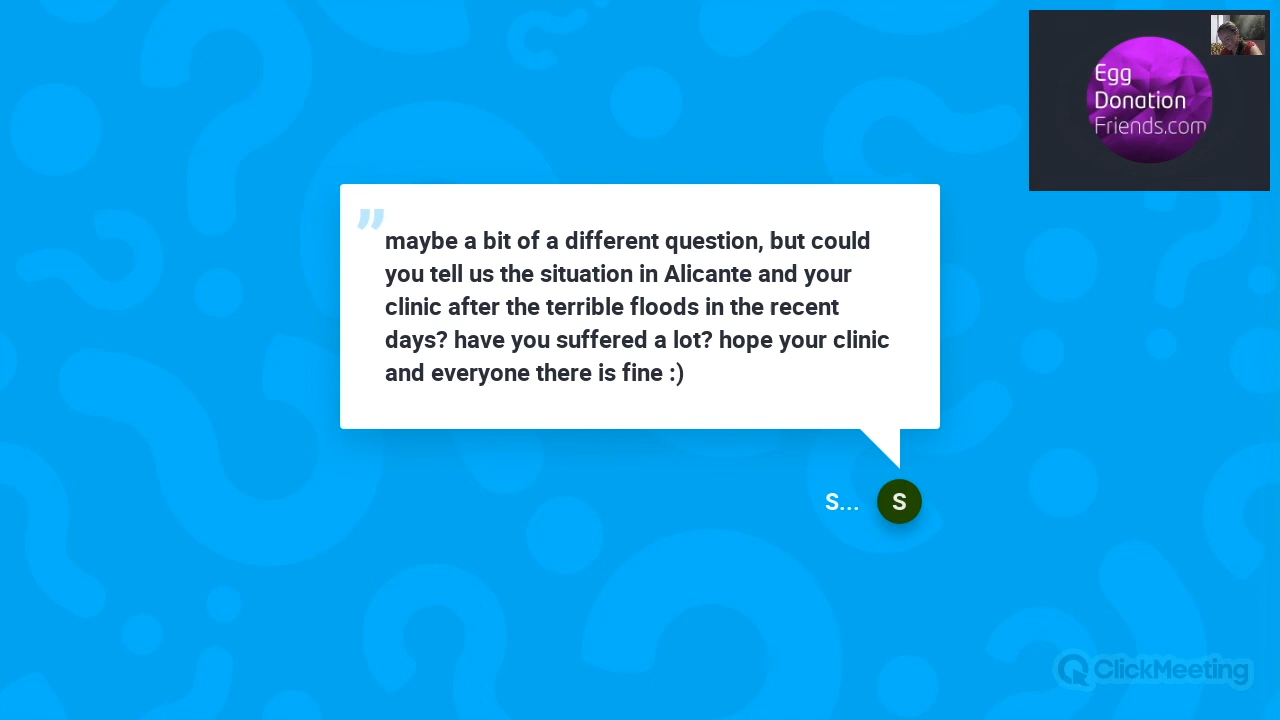 Egg
Donation
Friends.com
maybe a bit of a different question, but could
you tell us the situation in Alicante and your
clinic after the terrible floods in the recent
days? have you suffered a lot? hope your clinic
and everyone there is fine :)
S... S
ClickMeeting